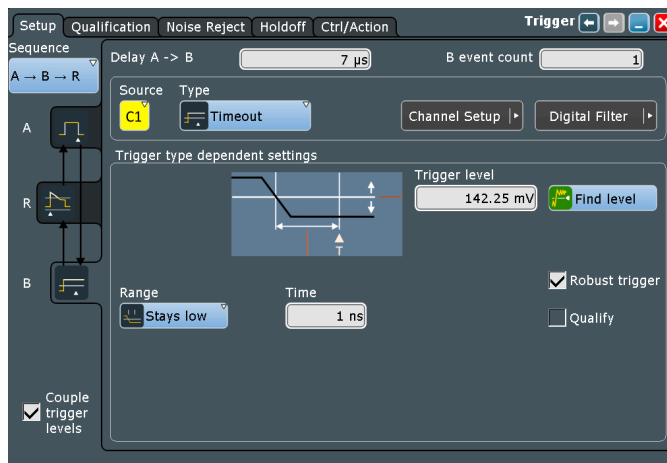 Setup
Qualification
Noise Reject
Holdoff
Ctrl/Action
Trigger
Sequence
A → B → R
Delay A -> B
7 µs
B event count
1
Source
Type
C1
Timeout
Channel Setup
Digital Filter
A
Trigger type dependent settings
Trigger level
142.25 mV
Find level
R
T
B
Robust trigger
Range
Time
Stays low
1 ns
Qualify
Couple
trigger
levels